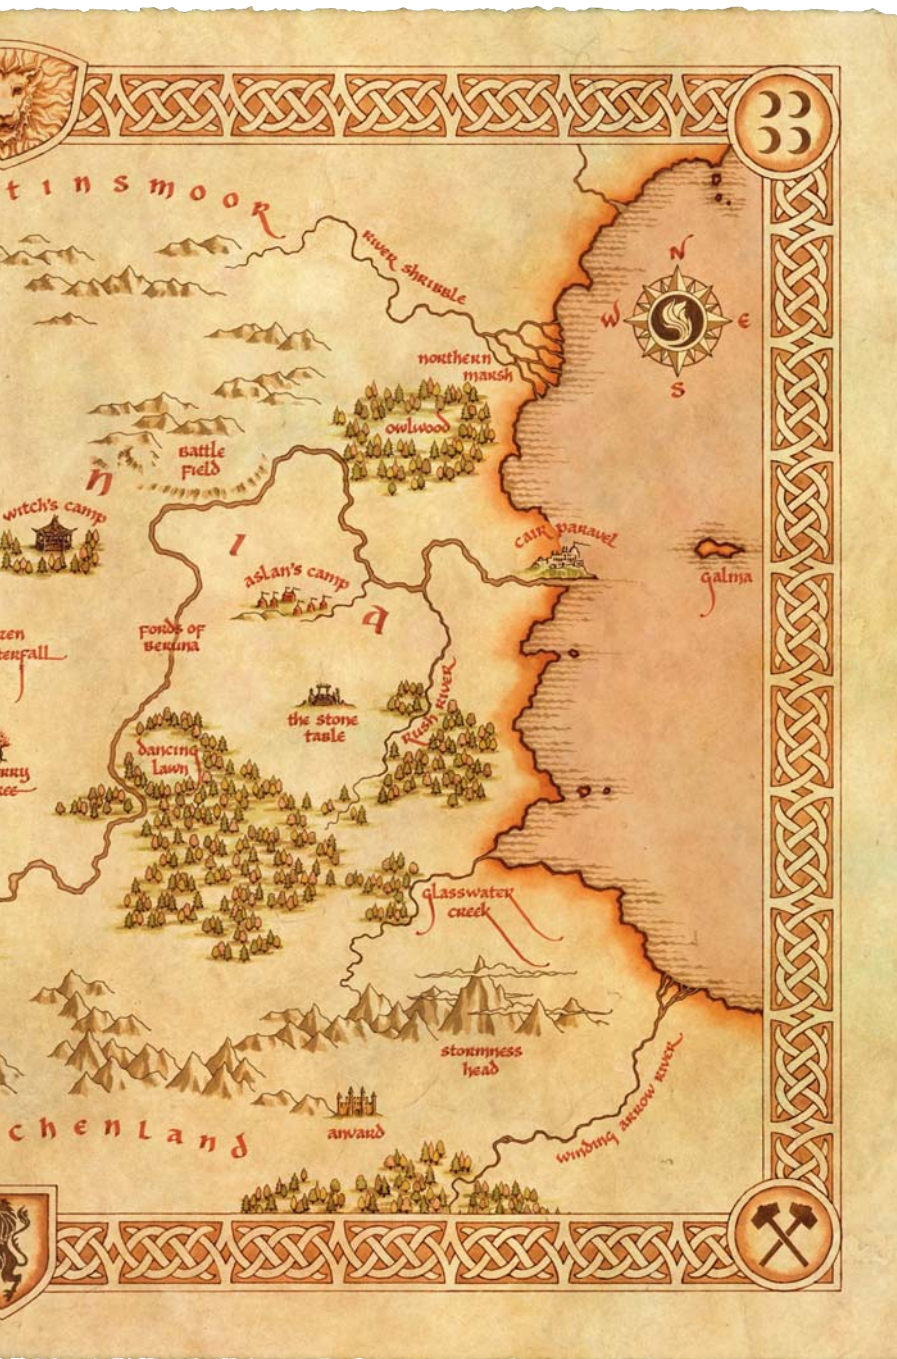 tinsmoor
RIVER SHRIBBLE
N
W
E
S
northern
marsh
owlwood
Battle
Field
n
witch's camp
cair paravel
i
galma
aslan's camp
a
Fords of
Beruna
RUSH RIVER
the stone
table
dancing
lawn
glasswater
creek
stormness
head
WINDING ARROW RIVER
anvard
chenland